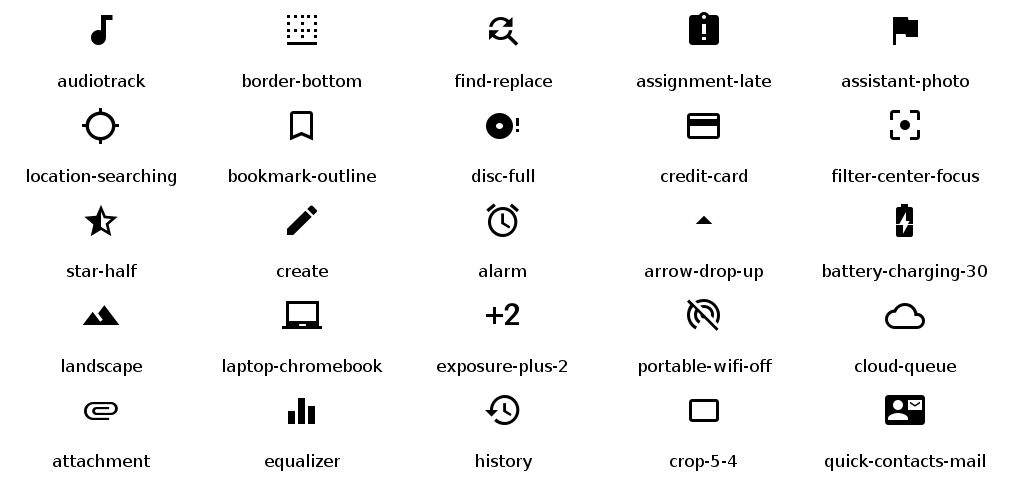 audiotrack border-bottom find-replace assignment-late assistant-photo
location-searching bookmark-outline disc-full credit-card filter-center-focus
star-half create alarm arrow-drop-up battery-charging-30
+2
landscape laptop-chromebook exposure-plus-2 portable-wifi-off cloud-queue
attachment equalizer history crop-5-4 quick-contacts-mail